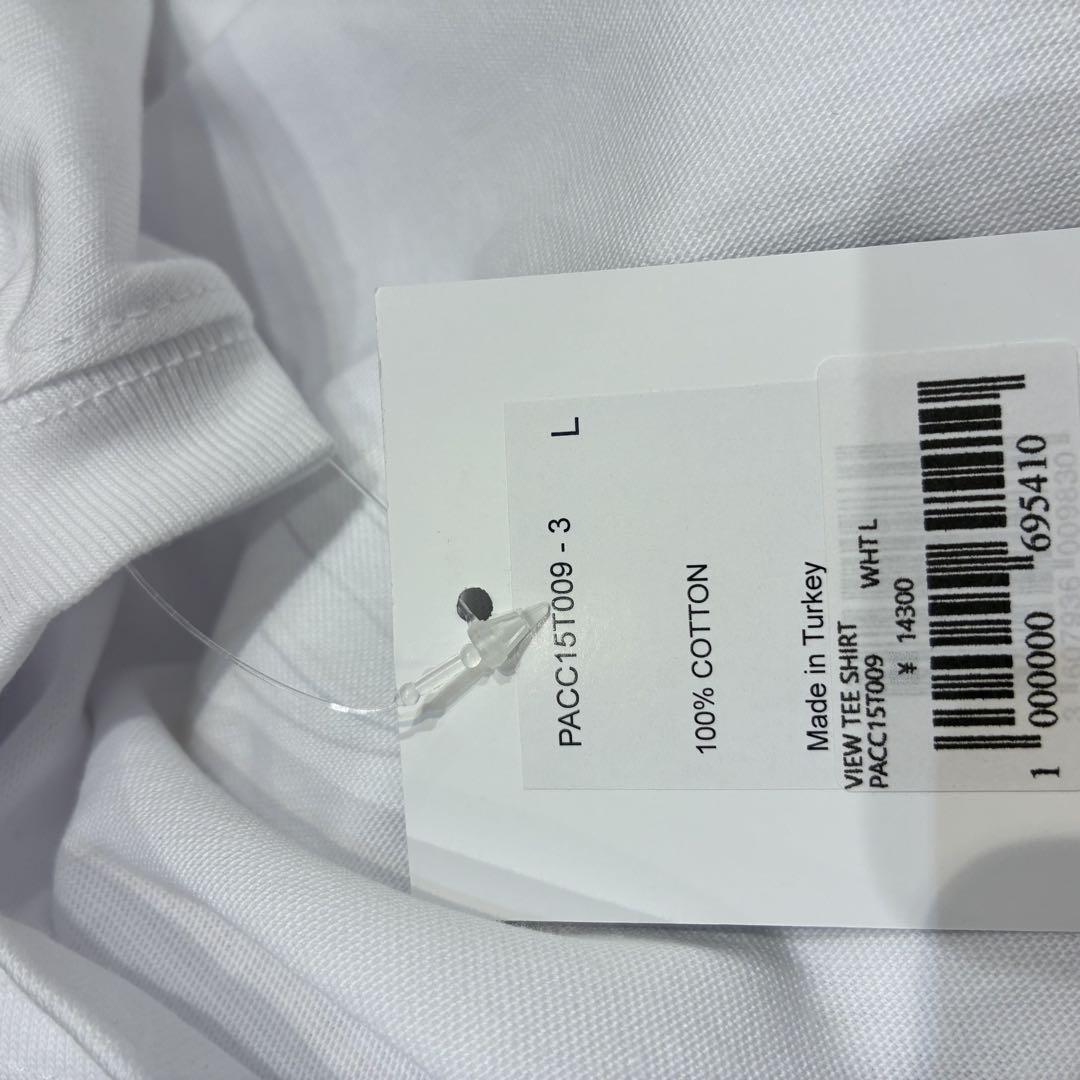 PACC15T009 - 3 L
100% COTTON
Made in Turkey
VIEW TEE SHIRT
PACC15T009 WHT L
¥ 14300
1 000000 695410